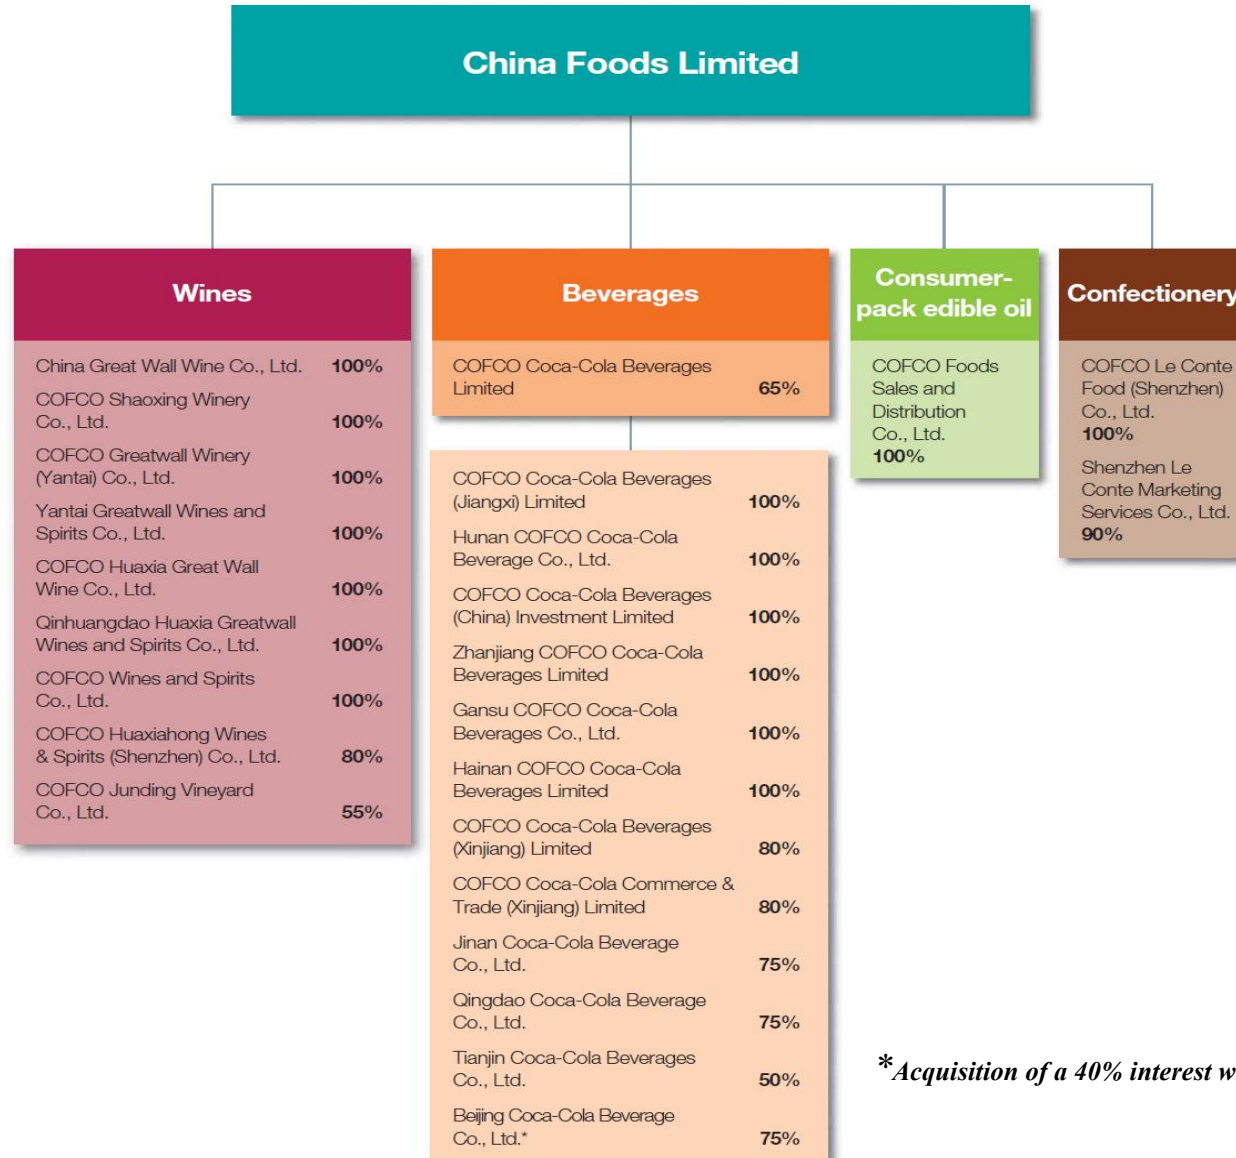 China Foods Limited
Wines
China Great Wall Wine Co., Ltd. 100%
COFCO Shaoxing Winery
Co., Ltd. 100%
COFCO Greatwall Winery
(Yantai) Co., Ltd. 100%
Yantai Greatwall Wines and
Spirits Co., Ltd. 100%
COFCO Huaxia Great Wall
Wine Co., Ltd. 100%
Qinhuangdao Huaxia Greatwall
Wines and Spirits Co., Ltd. 100%
COFCO Wines and Spirits
Co., Ltd. 100%
COFCO Huaxiahong Wines
& Spirits (Shenzhen) Co., Ltd. 80%
COFCO Junding Vineyard
Co., Ltd. 55%
Beverages
COFCO Coca-Cola Beverages
Limited 65%
COFCO Coca-Cola Beverages
(Jiangxi) Limited 100%
Hunan COFCO Coca-Cola
Beverage Co., Ltd. 100%
COFCO Coca-Cola Beverages
(China) Investment Limited 100%
Zhanjiang COFCO Coca-Cola
Beverages Limited 100%
Gansu COFCO Coca-Cola
Beverages Co., Ltd. 100%
Hainan COFCO Coca-Cola
Beverages Limited 100%
COFCO Coca-Cola Beverages
(Xinjiang) Limited 80%
COFCO Coca-Cola Commerce &
Trade (Xinjiang) Limited 80%
Jinan Coca-Cola Beverage
Co., Ltd. 75%
Qingdao Coca-Cola Beverage
Co., Ltd. 75%
Tianjin Coca-Cola Beverages
Co., Ltd. 50%
Beijing Coca-Cola Beverage
Co., Ltd.* 75%
Consumer-
pack edible oil
COFCO Foods
Sales and
Distribution
Co., Ltd.
100%
Confectionery
COFCO Le Conte
Food (Shenzhen)
Co., Ltd.
100%
Shenzhen Le
Conte Marketing
Services Co., Ltd.
90%
*Acquisition of a 40% interest w